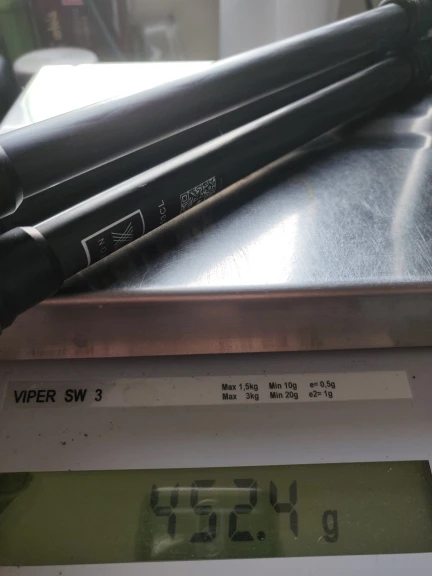 VIPER SW 3
Max 1,5kg Min 10g e= 0,5g
Max 3kg Min 20g e2= 1g
452.4 g